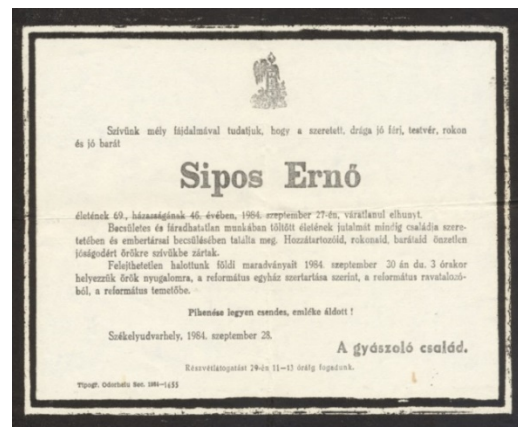 Szívünk mély fájdalmával tudatjuk, hogy a szeretett, drága jó férj, testvér, rokon
és jó barát
Sipos Ernő
életének 69., házasságának 46. évében, 1984. szeptember 27-én, váratlanul elhunyt.
Becsületes és fáradhatatlan munkában töltött életének jutalmát mindig családja szere-
tetében és embertársai becsülésében találta meg. Hozzátartozóid, rokonaid, barátaid önzetlen
jóságodért örökre szívükbe zártak.
Felejthetetlen halottunk földi maradványait 1984. szeptember 30 án du. 3 órakor
helyezzük örök nyugalomra, a református egyház szertartása szerint, a református ravatalozó-
ból, a református temetőbe.
Pihenése legyen csendes, emléke áldott !
Székelyudvarhely, 1984. szeptember 28.
A gyászoló család.
Részvétlátogatást 29-én 11—13 óráig fogadunk.
Tipogr. Odorheiu Sec. 1984—1455